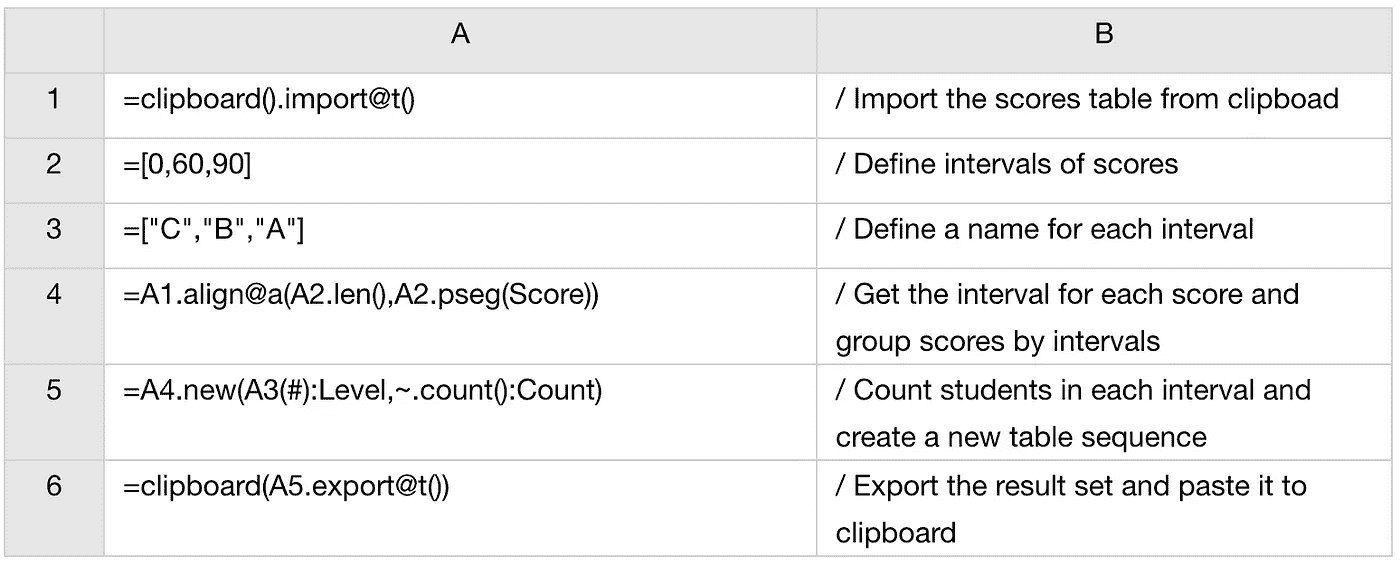 A B
1 =clipboard().import@t() / Import the scores table from clipboad
2 =[0,60,90] / Define intervals of scores
3 =["C","B","A"] / Define a name for each interval
4 =A1.align@a(A2.len(),A2.pseg(Score)) / Get the interval for each score and
group scores by intervals
5 =A4.new(A3(#):Level,~.count():Count) / Count students in each interval and
create a new table sequence
6 =clipboard(A5.export@t()) / Export the result set and paste it to
clipboard